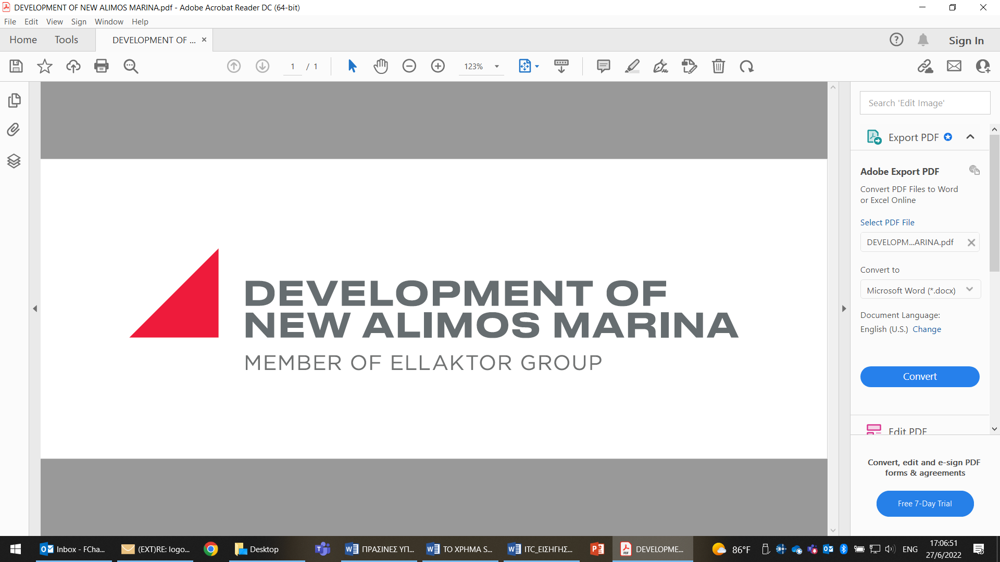 DEVELOPMENT OF NEW ALIMOS MARINA.pdf - Adobe Acrobat Reader DC (64-bit)
File Edit View Sign Window Help
Home Tools DEVELOPMENT OF ... × Sign In
1 / 1 123%
Search 'Edit Image'
Export PDF
Adobe Export PDF
Convert PDF Files to Word
or Excel Online
Select PDF File
DEVELOPM...ARINA.pdf
Convert to
Microsoft Word (*.docx)
Document Language:
English (U.S.) Change
Convert
Edit PDF
Convert, edit and e-sign PDF
forms & agreements
Free 7-Day Trial
DEVELOPMENT OF
NEW ALIMOS MARINA
MEMBER OF ELLAKTOR GROUP
Inbox - FCha... (EXT)RE: logo... Desktop ΠΡΑΣΙΝΕΣ ΥΠ... ΤΟ ΧΡΗΜΑ S... ITC_ΕΙΣΗΓΗΣ... DEVELOPME... 86°F ENG
17:06:51
27/6/2022